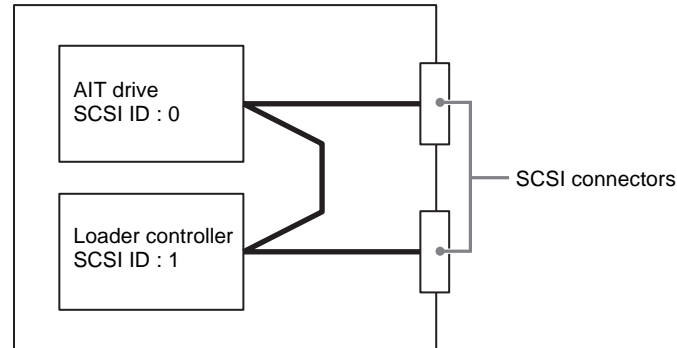 AIT drive
SCSI ID : 0
SCSI connectors
Loader controller
SCSI ID : 1